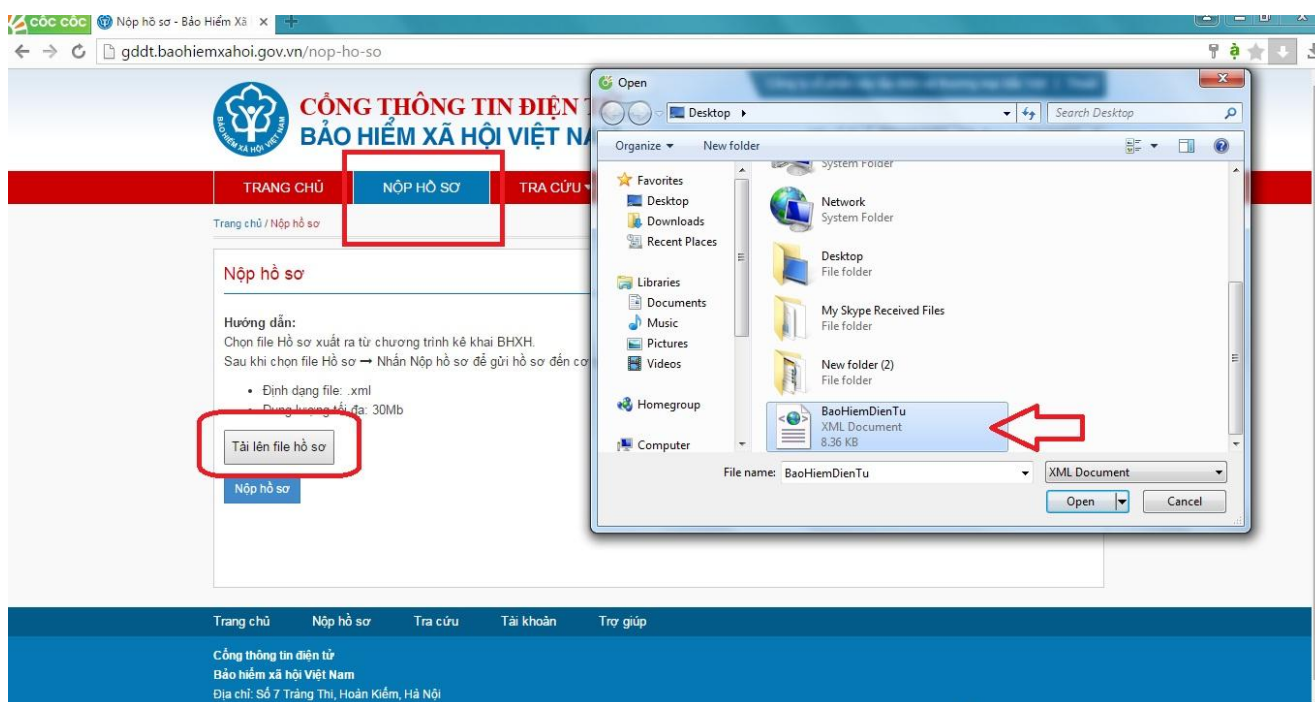 cốc cốc
Nộp hồ sơ - Bảo Hiểm Xã
gddt.baohiemxahoi.gov.vn/nop-ho-so
BẢO HIỂM XÃ HỘI VIỆT NAM
CỔNG THÔNG TIN ĐIỆN T
BẢO HIỂM XÃ HỘI VIỆT NA
TRANG CHỦ
NỘP HỒ SƠ
TRA CỨU
Trang chủ / Nộp hồ sơ
Nộp hồ sơ
Hướng dẫn:
Chọn file Hồ sơ xuất ra từ chương trình kê khai BHXH.
Sau khi chọn file Hồ sơ → Nhấn Nộp hồ sơ để gửi hồ sơ đến cơ
• Định dạng file: .xml
• Dung lượng tối đa: 30Mb
Tải lên file hồ sơ
Nộp hồ sơ
Open
Desktop
Search Desktop
Organize
New folder
Favorites
Desktop
Downloads
Recent Places
Libraries
Documents
Music
Pictures
Videos
Homegroup
Computer
System Folder
Network
System Folder
Desktop
File folder
My Skype Received Files
File folder
New folder (2)
File folder
BaoHiemDienTu
XML Document
8.36 KB
File name: BaoHiemDienTu
XML Document
Open
Cancel
Trang chủ
Nộp hồ sơ
Tra cứu
Tài khoản
Trợ giúp
Cổng thông tin điện tử
Bảo hiểm xã hội Việt Nam
Địa chỉ: Số 7 Tràng Thi, Hoàn Kiếm, Hà Nội